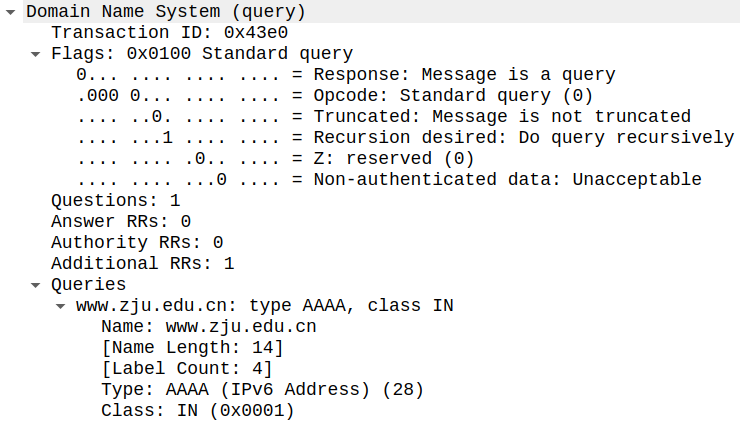 Domain Name System (query)
Transaction ID: 0x43e0
Flags: 0x0100 Standard query
0... .... .... .... = Response: Message is a query
.000 0... .... .... = Opcode: Standard query (0)
.... ..0. .... .... = Truncated: Message is not truncated
.... ...1 .... .... = Recursion desired: Do query recursively
.... .... .0.. .... = Z: reserved (0)
.... .... ...0 .... = Non-authenticated data: Unacceptable
Questions: 1
Answer RRs: 0
Authority RRs: 0
Additional RRs: 1
Queries
www.zju.edu.cn: type AAAA, class IN
Name: www.zju.edu.cn
[Name Length: 14]
[Label Count: 4]
Type: AAAA (IPv6 Address) (28)
Class: IN (0x0001)